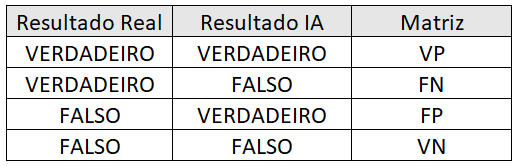 Resultado Real Resultado IA Matriz
VERDADEIRO VERDADEIRO VP
VERDADEIRO FALSO FN
FALSO VERDADEIRO FP
FALSO FALSO VN